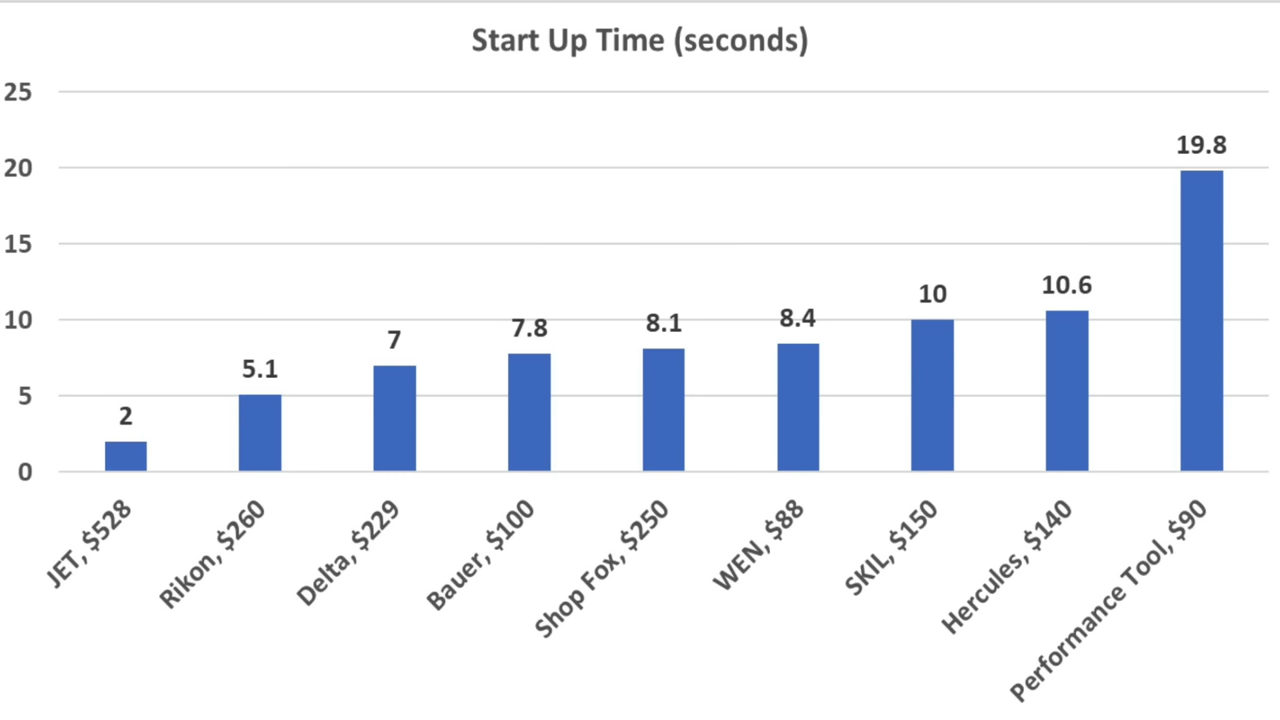 Start Up Time (seconds)
25
20
15
10
5
0
2
5.1
7
7.8
8.1
8.4
10
10.6
19.8
JET, $528
Rikon, $260
Delta, $229
Bauer, $100
Shop Fox, $250
WEN, $88
SKIL, $150
Hercules, $140
Performance Tool, $90